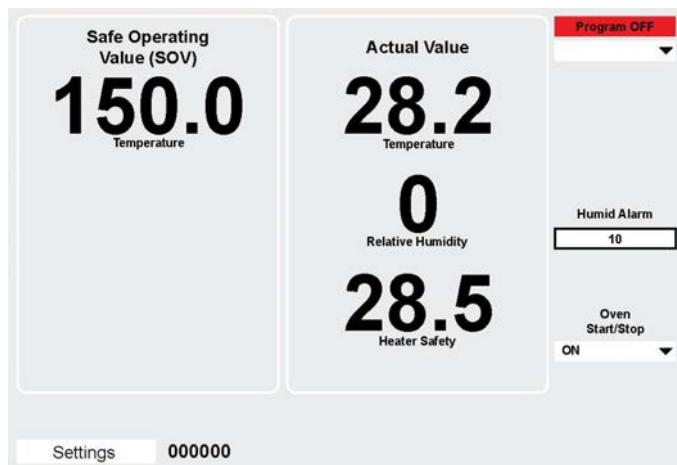 Safe Operating
Value (SOV)
150.0
Temperature
Actual Value
28.2
Temperature
0
Relative Humidity
28.5
Heater Safety
Program OFF
Humid Alarm
10
Oven
Start/Stop
ON
Settings
000000